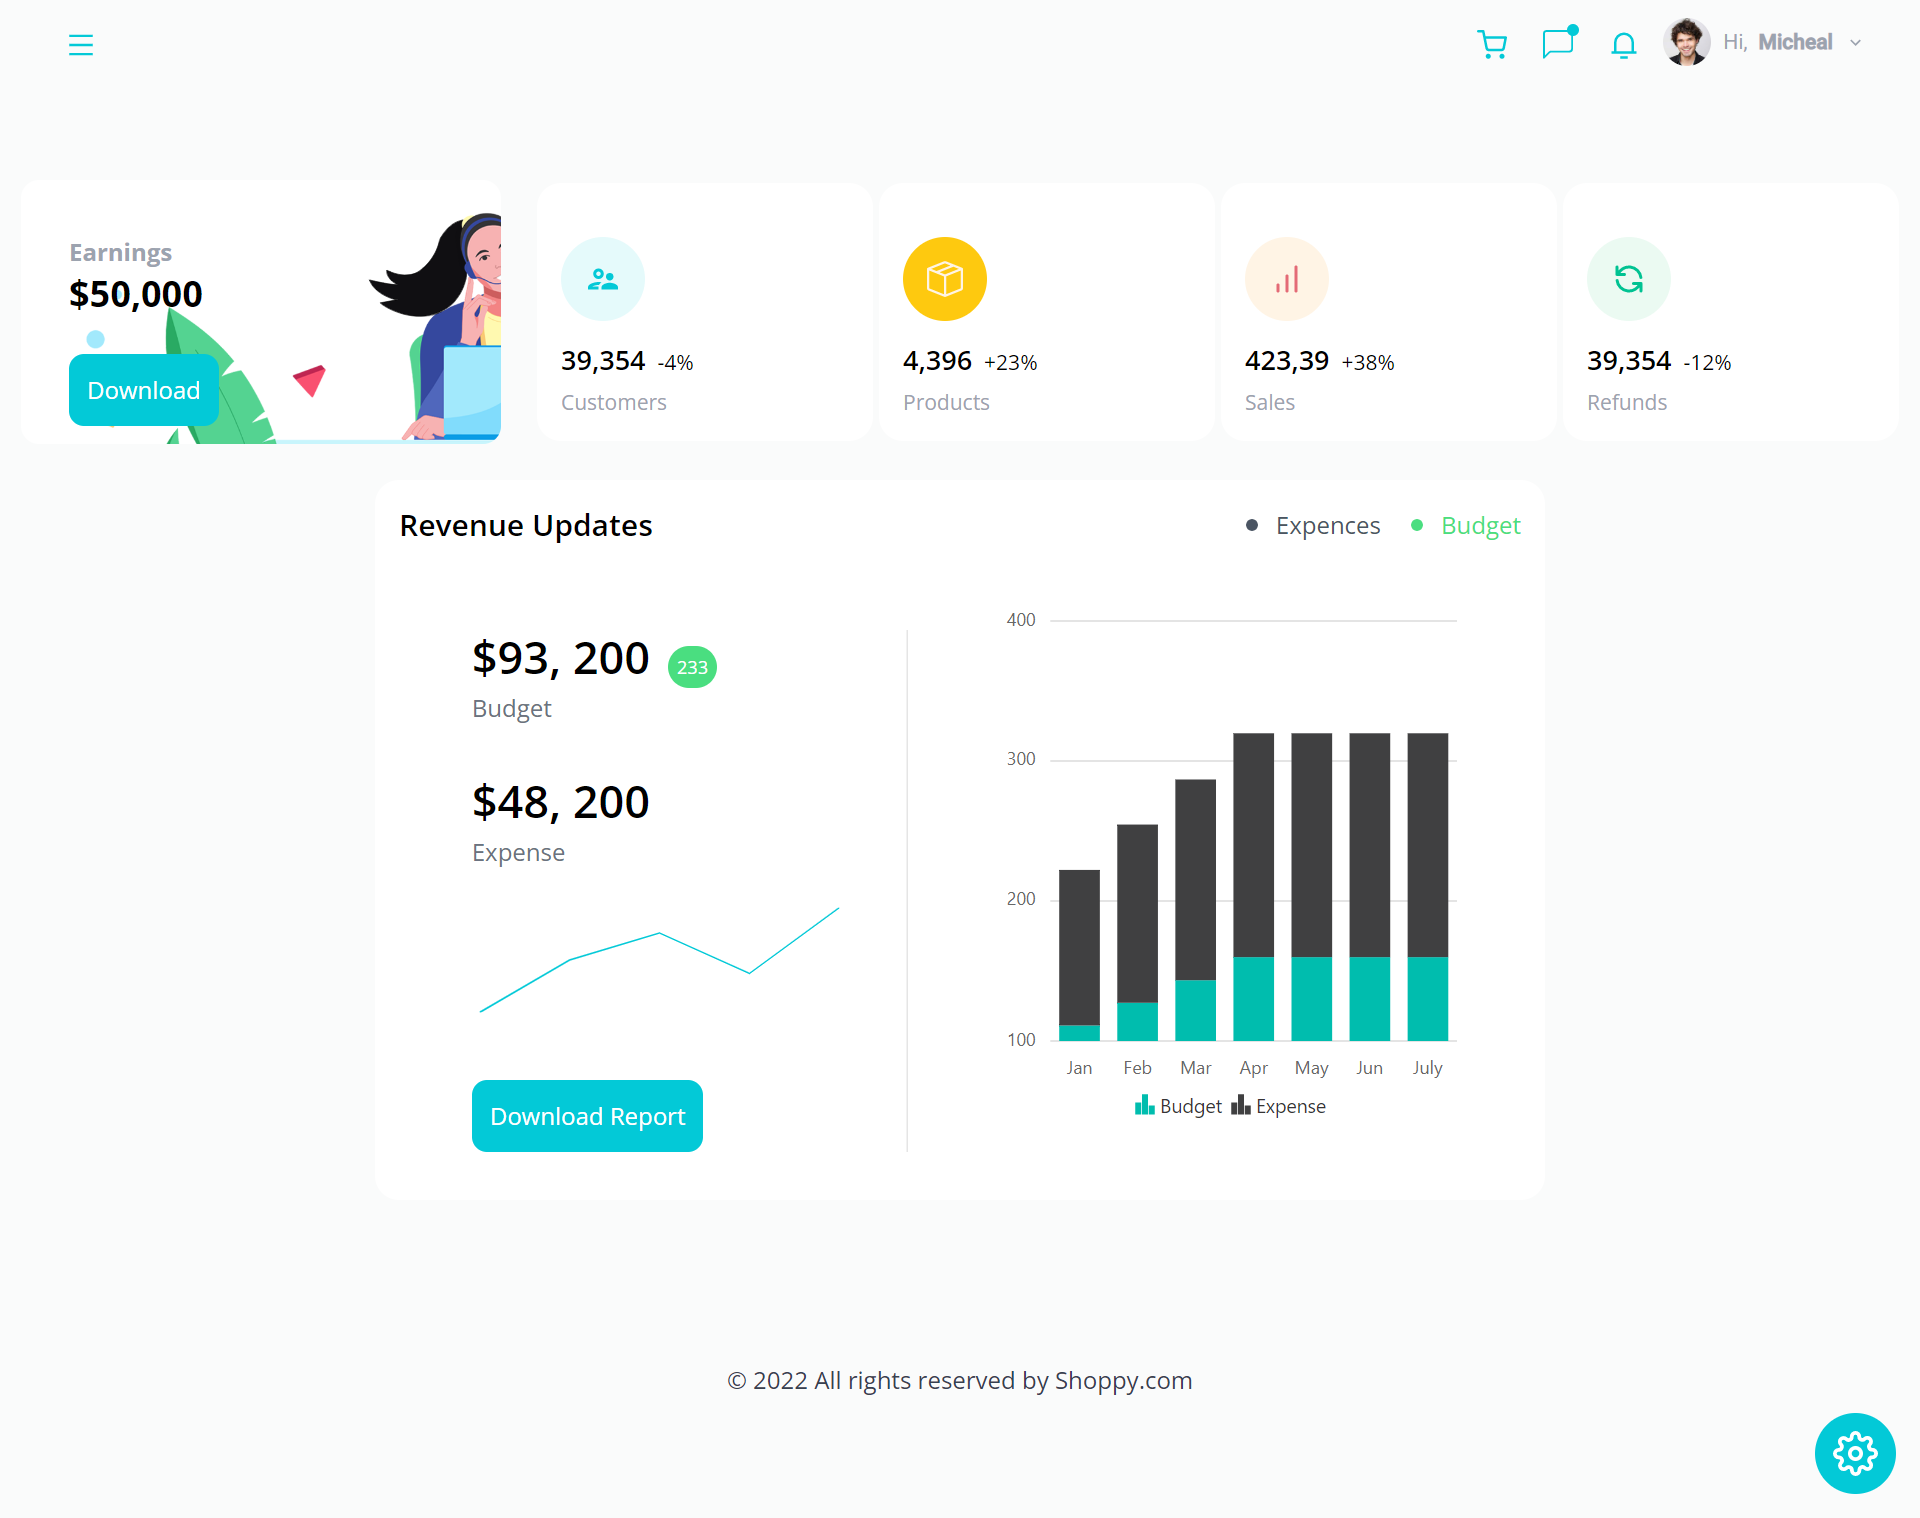 Hi, Micheal
Earnings
$50,000
Download
39,354 -4%
Customers
4,396 +23%
Products
423,39 +38%
Sales
39,354 -12%
Refunds
Revenue Updates
Expences
Budget
$93, 200 233
Budget
$48, 200
Expense
Download Report
400
300
200
100
Jan Feb Mar Apr May Jun July
Budget Expense
© 2022 All rights reserved by Shoppy.com